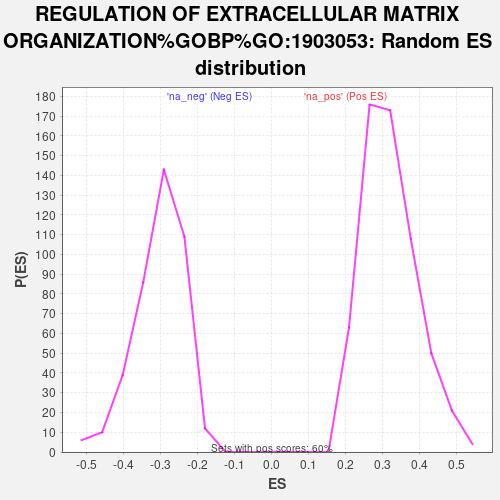 REGULATION OF EXTRACELLULAR MATRIX
ORGANIZATION%GOBP%GO:1903053: Random ES
distribution
'na_neg' (Neg ES)
'na_pos' (Pos ES)
180
170
160
150
140
130
120
110
100
90
80
70
60
50
40
30
20
10
0
P(ES)
Sets with pos scores: 60%
-0.5 -0.4 -0.3 -0.2 -0.1 0.0 0.1 0.2 0.3 0.4 0.5
ES